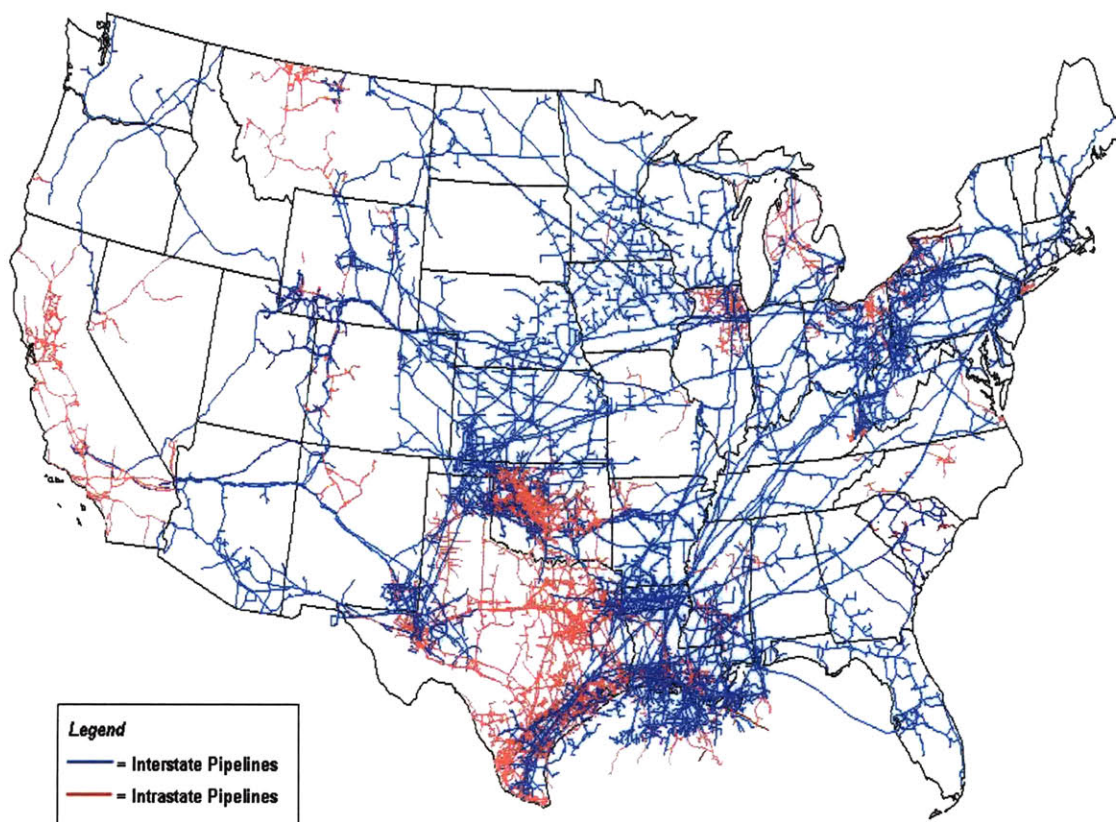 Legend
= Interstate Pipelines
= Intrastate Pipelines